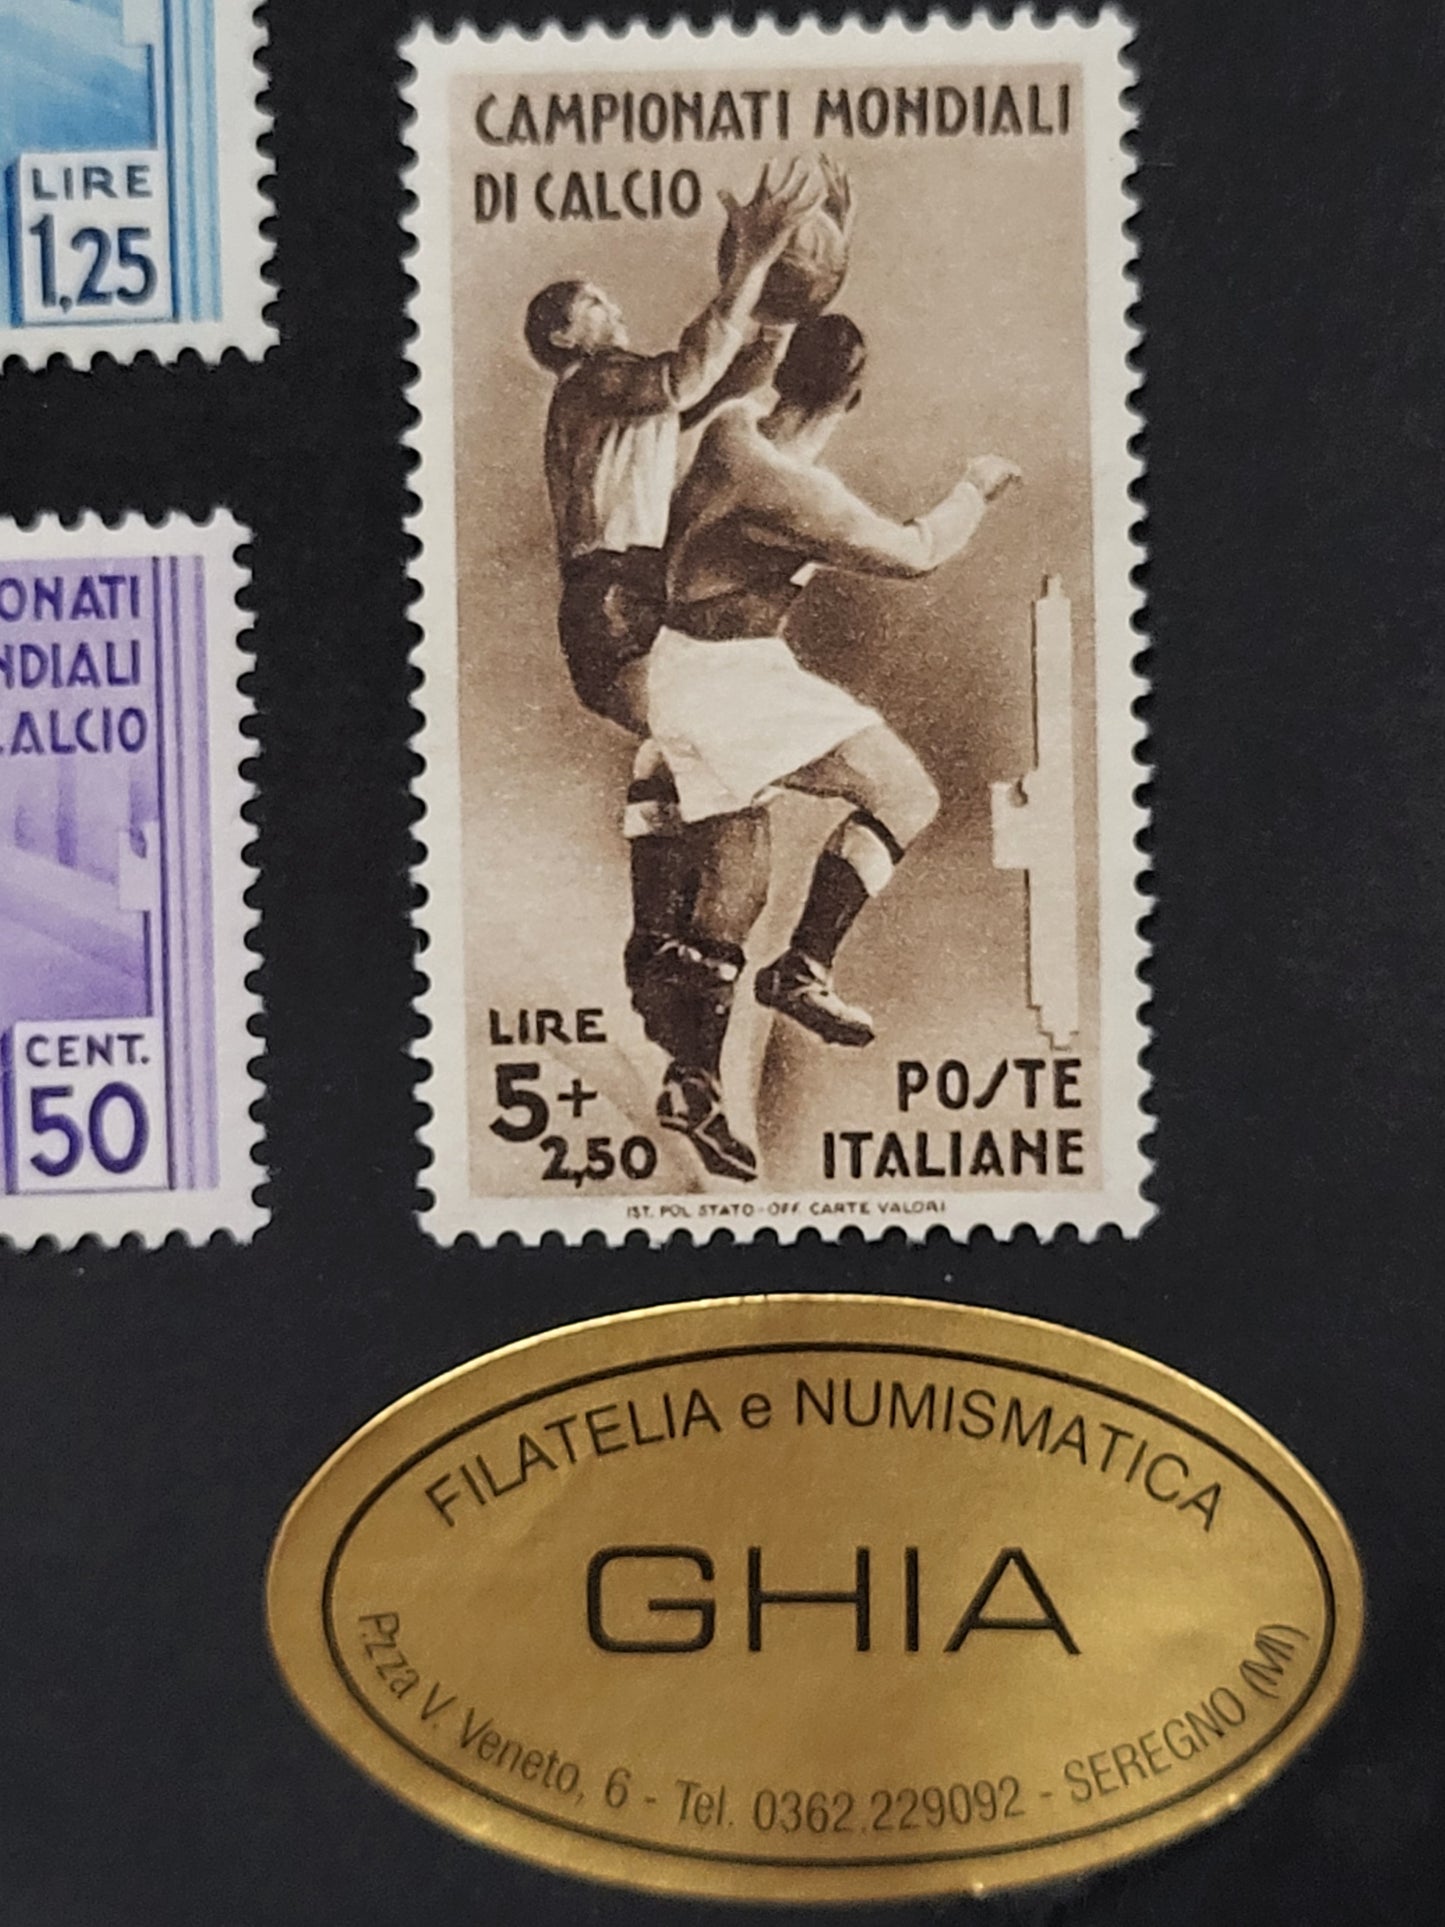 LIRE
1,25
ONATI
NDIALI
CALCIO
CENT.
50
CAMPIONATI MONDIALI
DI CALCIO
LIRE
5+
2,50
POSTE
ITALIANE
IST. POL. STATO-OFF. CARTE VALORI
FILATELIA e NUMISMATICA
GHIA
P.zza V. Veneto, 6 - Tel. 0362.229092 - SEREGNO (MI)